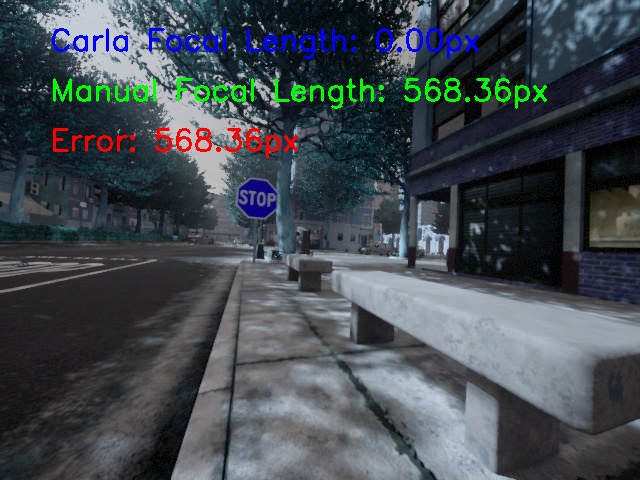 Carla Focal Length: 0.00px
Manual Focal Length: 568.36px
Error: 568.36px
STOP